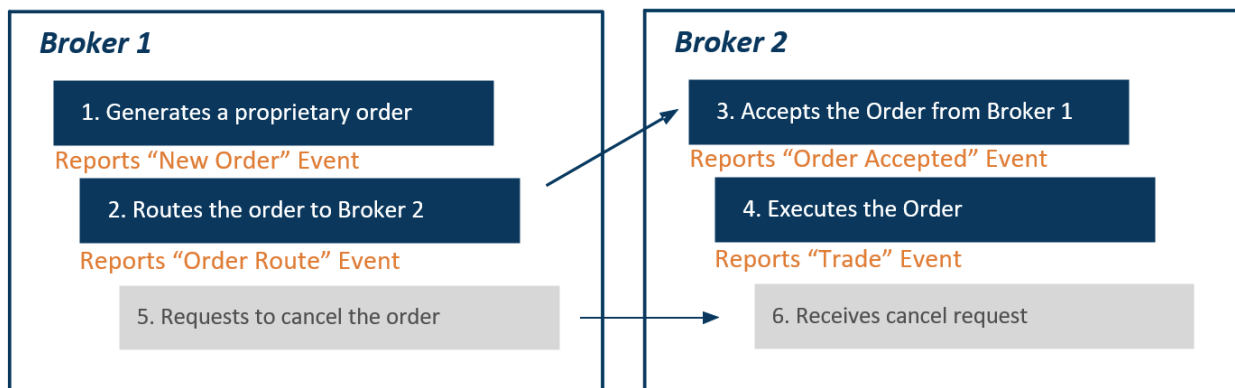 Broker 1
1. Generates a proprietary order
Reports “New Order” Event
2. Routes the order to Broker 2
Reports “Order Route” Event
5. Requests to cancel the order
Broker 2
3. Accepts the Order from Broker 1
Reports “Order Accepted” Event
4. Executes the Order
Reports “Trade” Event
6. Receives cancel request